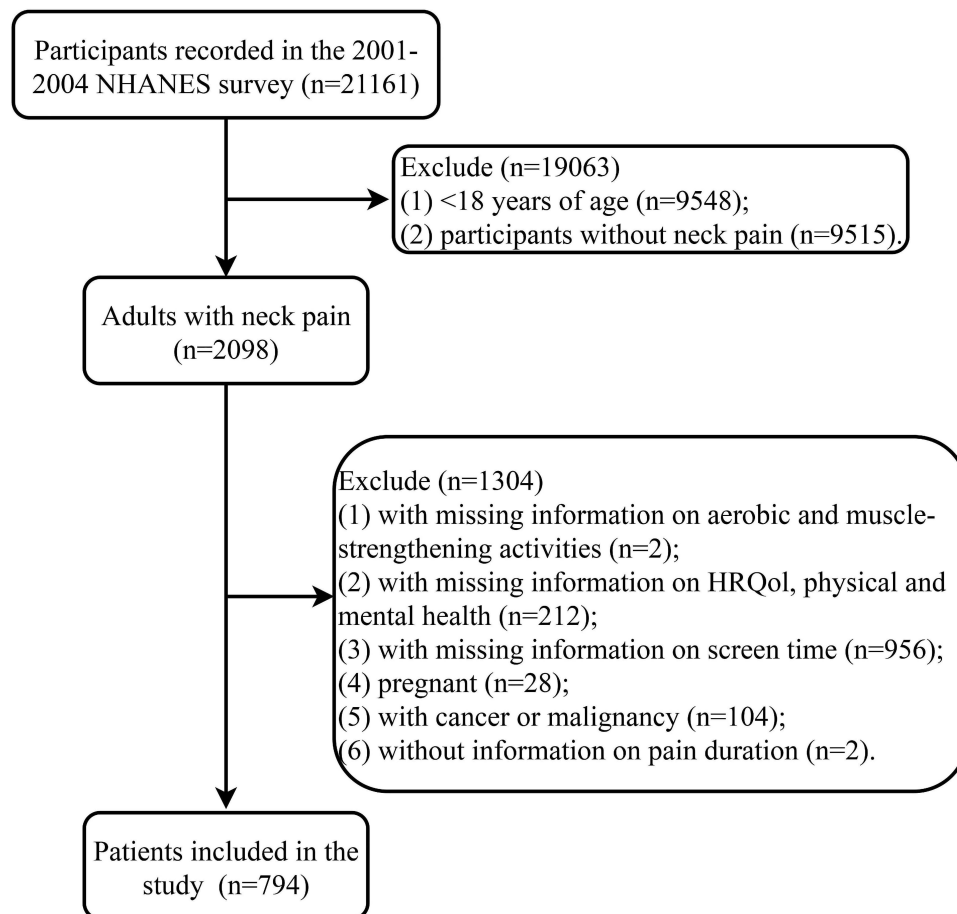 Participants recorded in the 2001-
2004 NHANES survey (n=21161)
Exclude (n=19063)
(1) <18 years of age (n=9548);
(2) participants without neck pain (n=9515).
Adults with neck pain
(n=2098)
Exclude (n=1304)
(1) with missing information on aerobic and muscle-
strengthening activities (n=2);
(2) with missing information on HRQol, physical and
mental health (n=212);
(3) with missing information on screen time (n=956);
(4) pregnant (n=28);
(5) with cancer or malignancy (n=104);
(6) without information on pain duration (n=2).
Patients included in the
study (n=794)